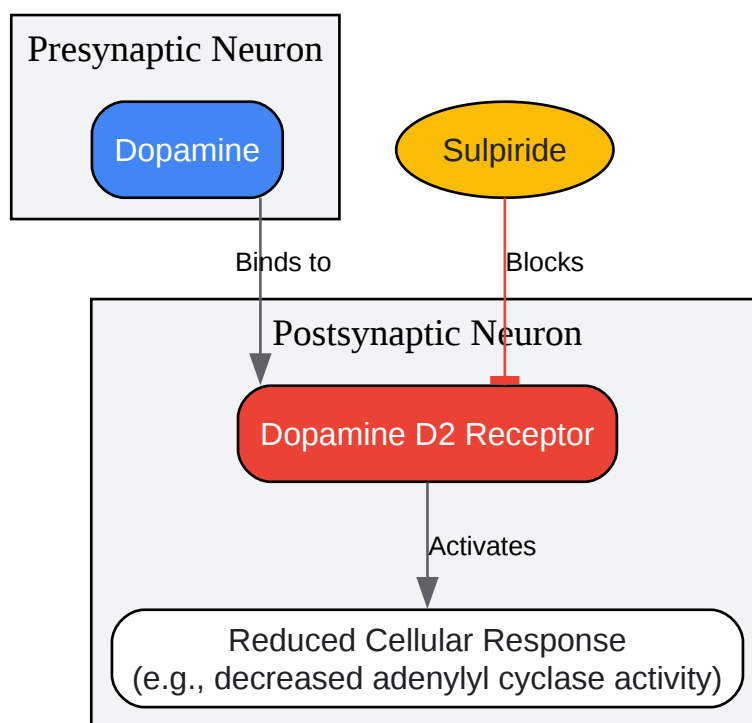 Presynaptic Neuron
Dopamine
Sulpiride
Binds to
Blocks
Postsynaptic Neuron
Dopamine D2 Receptor
Activates
Reduced Cellular Response
(e.g., decreased adenylyl cyclase activity)